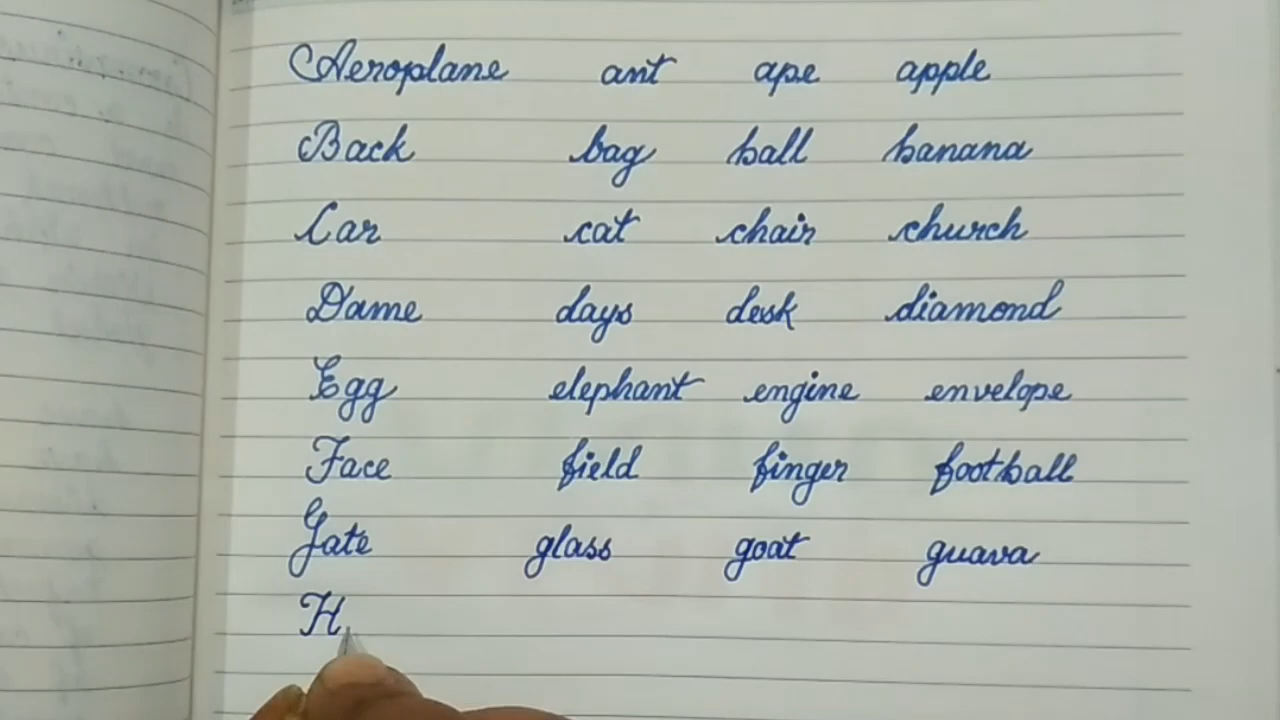 Aeroplane ant ape apple
Back bag ball banana
Car cat chair church
Dame days desk diamond
Egg elephant engine envelope
Face field finger football
Gate glass goat guava
H